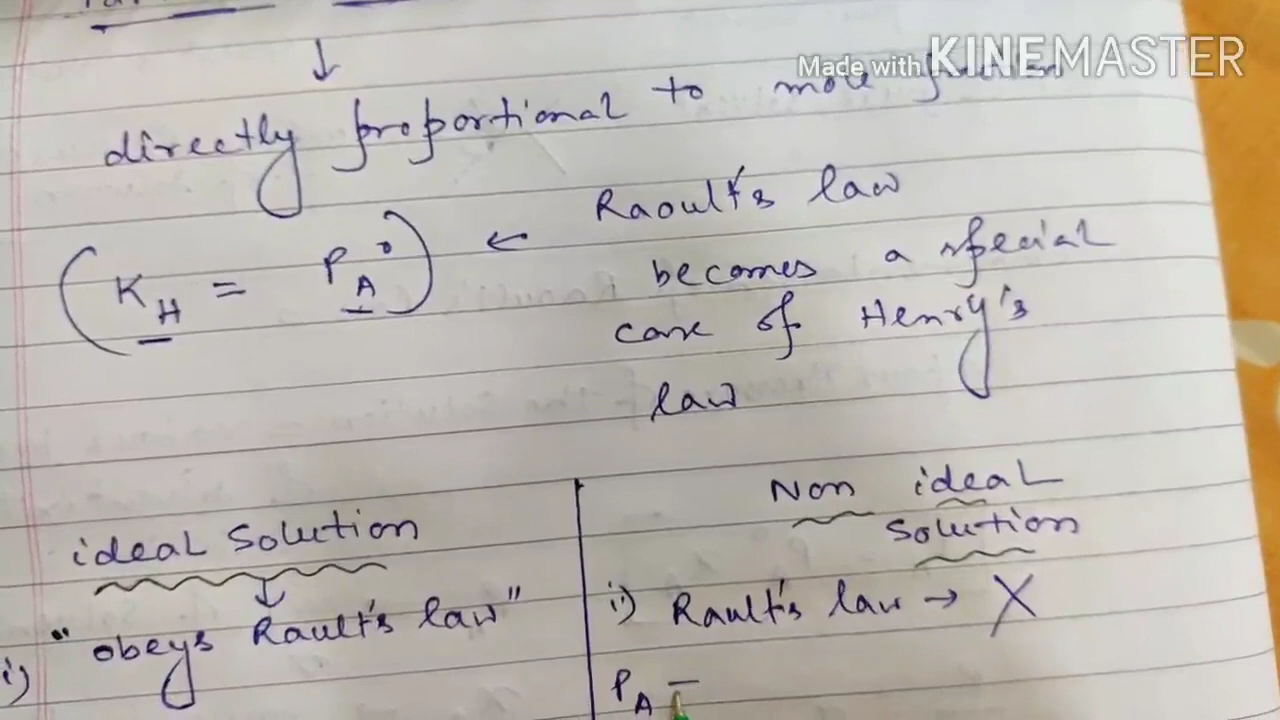 Made with KINEMASTER
directly proportional to mole
Raoult's law
(K_H = P_A°) ← becomes a special
case of Henry's
law
ideal Solution
Non ideal
Solution
i) "obeys Rault's law"
i) Rault's law → X
P_A =